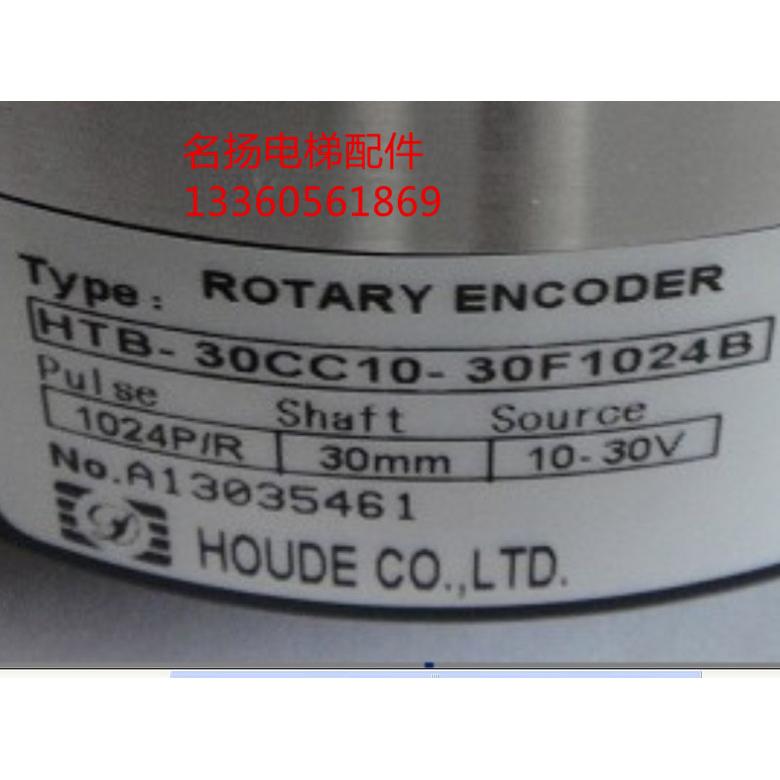 名扬电梯配件
13360561869
Type: ROTARY ENCODER
HTB-30CC10-30F1024B
Pulse Shaft Source
1024P/R 30mm 10-30V
No.A13035461
HOUDE CO.,LTD.